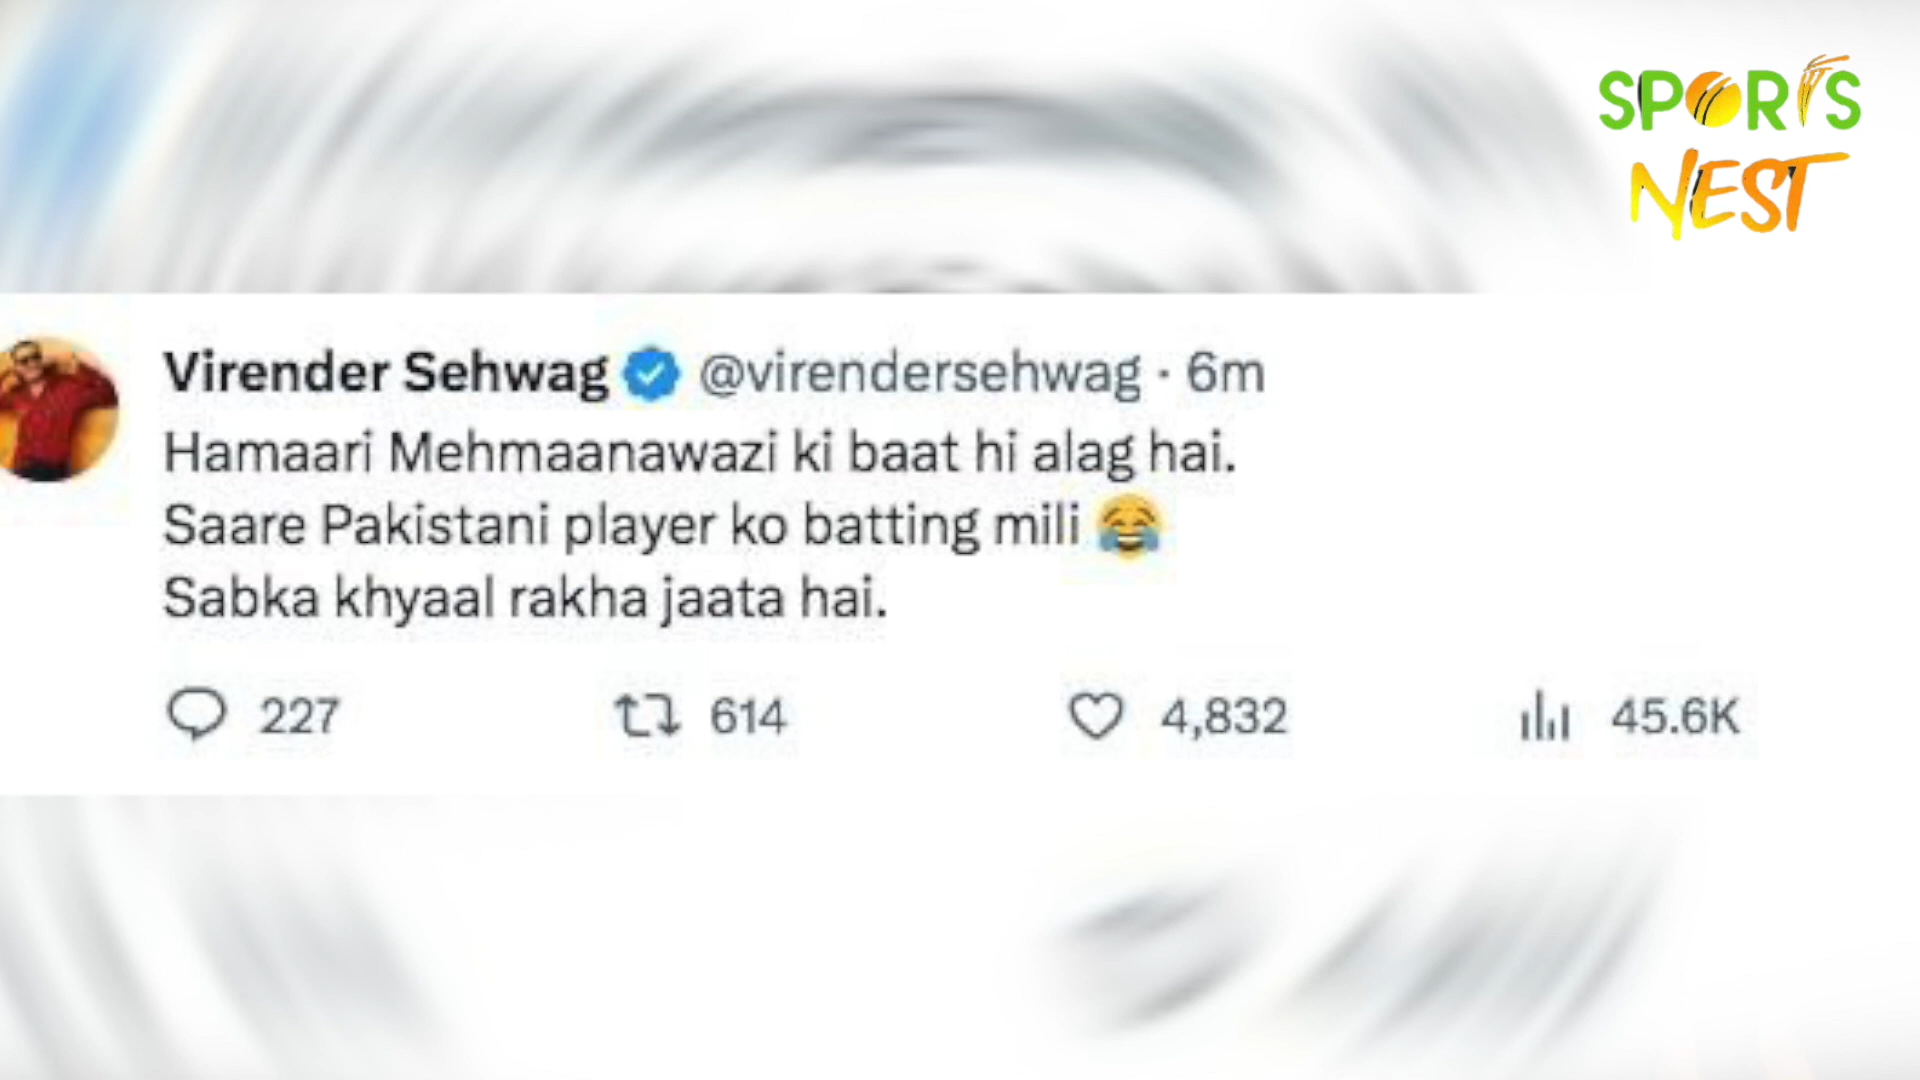 SPORTS
NEST
Virender Sehwag @virendersehwag · 6m
Hamaari Mehmaanawazi ki baat hi alag hai.
Saare Pakistani player ko batting mili 😂
Sabka khyaal rakha jaata hai.
227 614 4,832 45.6K